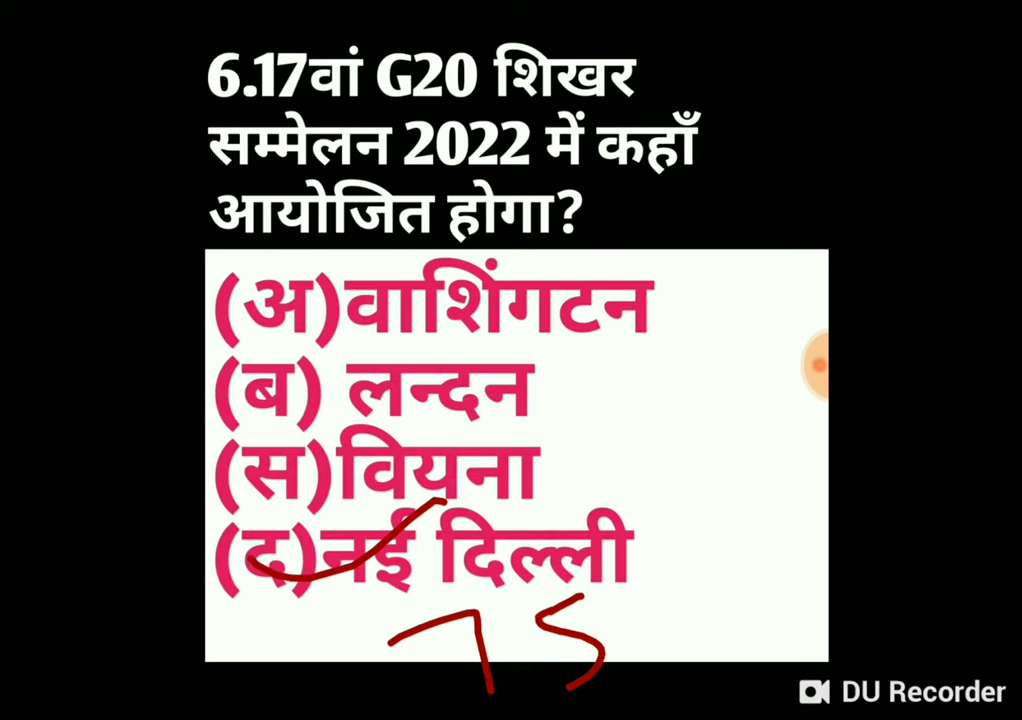 6.17वां G20 शिखर
सम्मेलन 2022 में कहाँ
आयोजित होगा?
(अ)वाशिंगटन
(ब) लन्दन
(स)वियना
(द)नई दिल्ली
75
DU Recorder